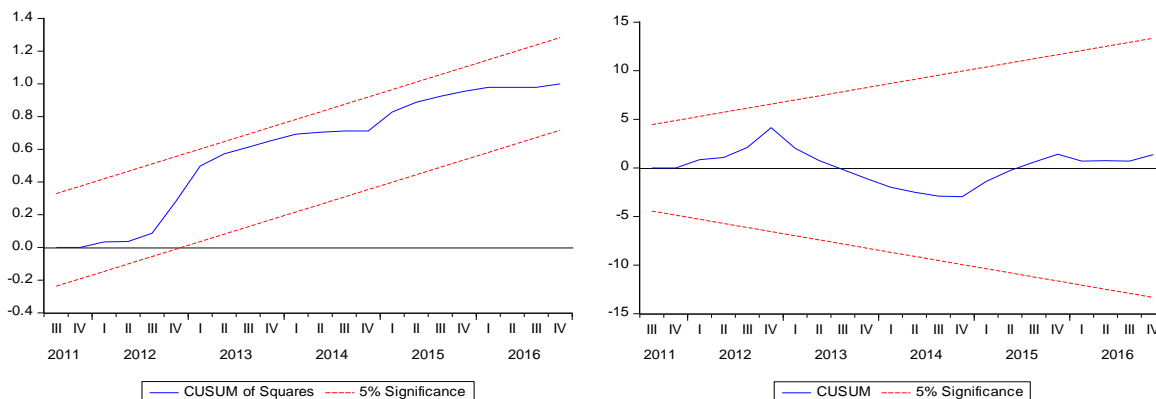 1.4
1.2
1.0
0.8
0.6
0.4
0.2
0.0
-0.2
-0.4
III IV I II III IV I II III IV I II III IV I II III IV I II III IV
2011 2012 2013 2014 2015 2016
CUSUM of Squares 5% Significance
15
10
5
0
-5
-10
-15
III IV I II III IV I II III IV I II III IV I II III IV I II III IV
2011 2012 2013 2014 2015 2016
CUSUM 5% Significance